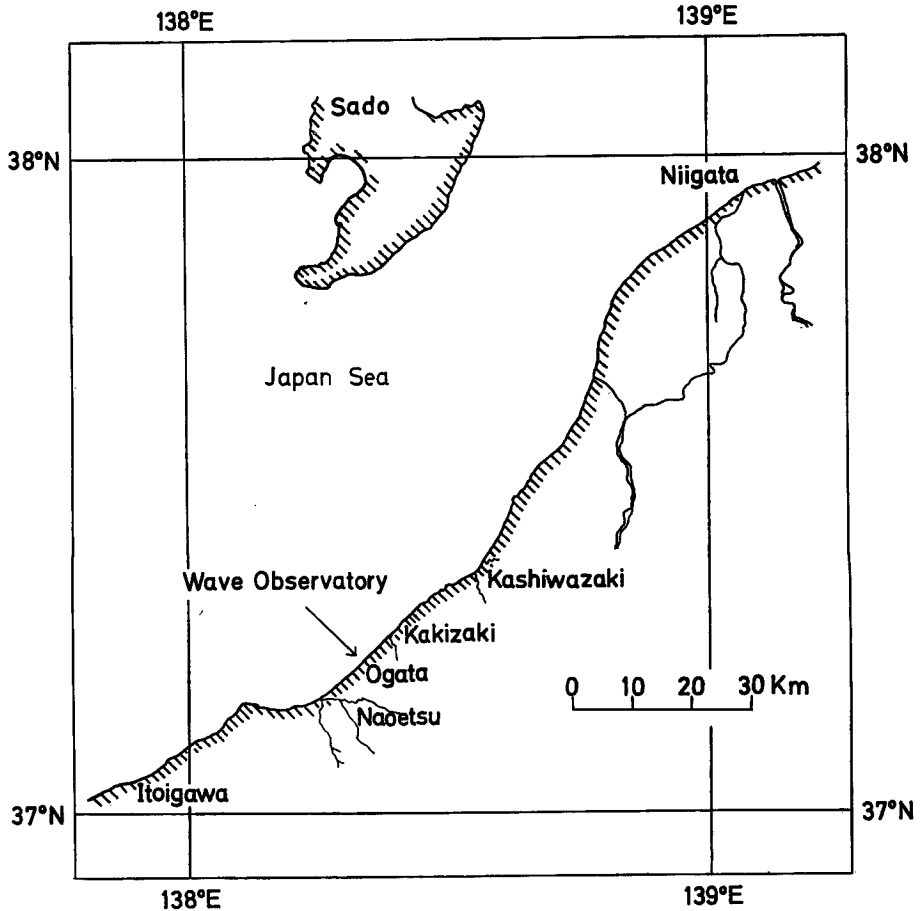 138°E
139°E
Sado
38°N
38°N
Niigata
Japan Sea
Wave Observatory
Kashiwazaki
Kakizaki
Ogata
0 10 20 30 Km
Naoetsu
Itoigawa
37°N
37°N
138°E
139°E